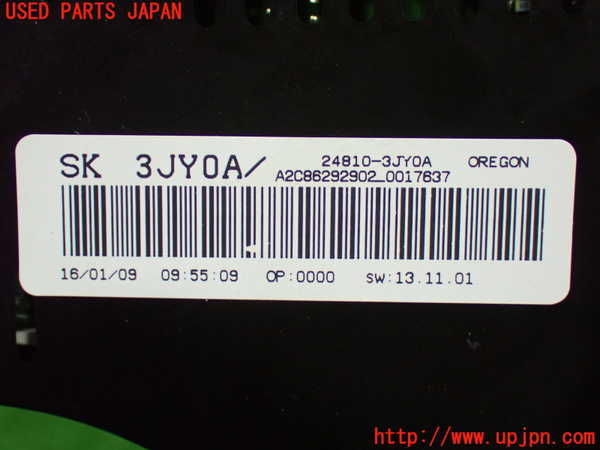 USED PARTS JAPAN
SK 3JY0A/ 24810-3JY0A OREGON
A2C86292902_0017637
16/01/09 09:55:09 OP:0000 SW:13.11.01
http://www.upjpn.com/